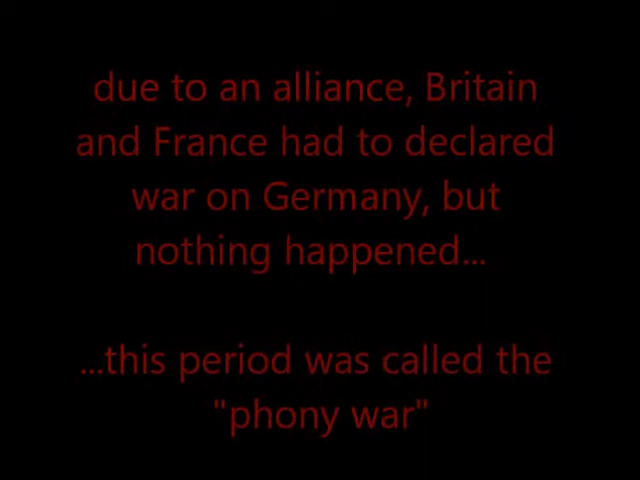 due to an alliance, Britain
and France had to declared
war on Germany, but
nothing happened...
...this period was called the
"phony war"